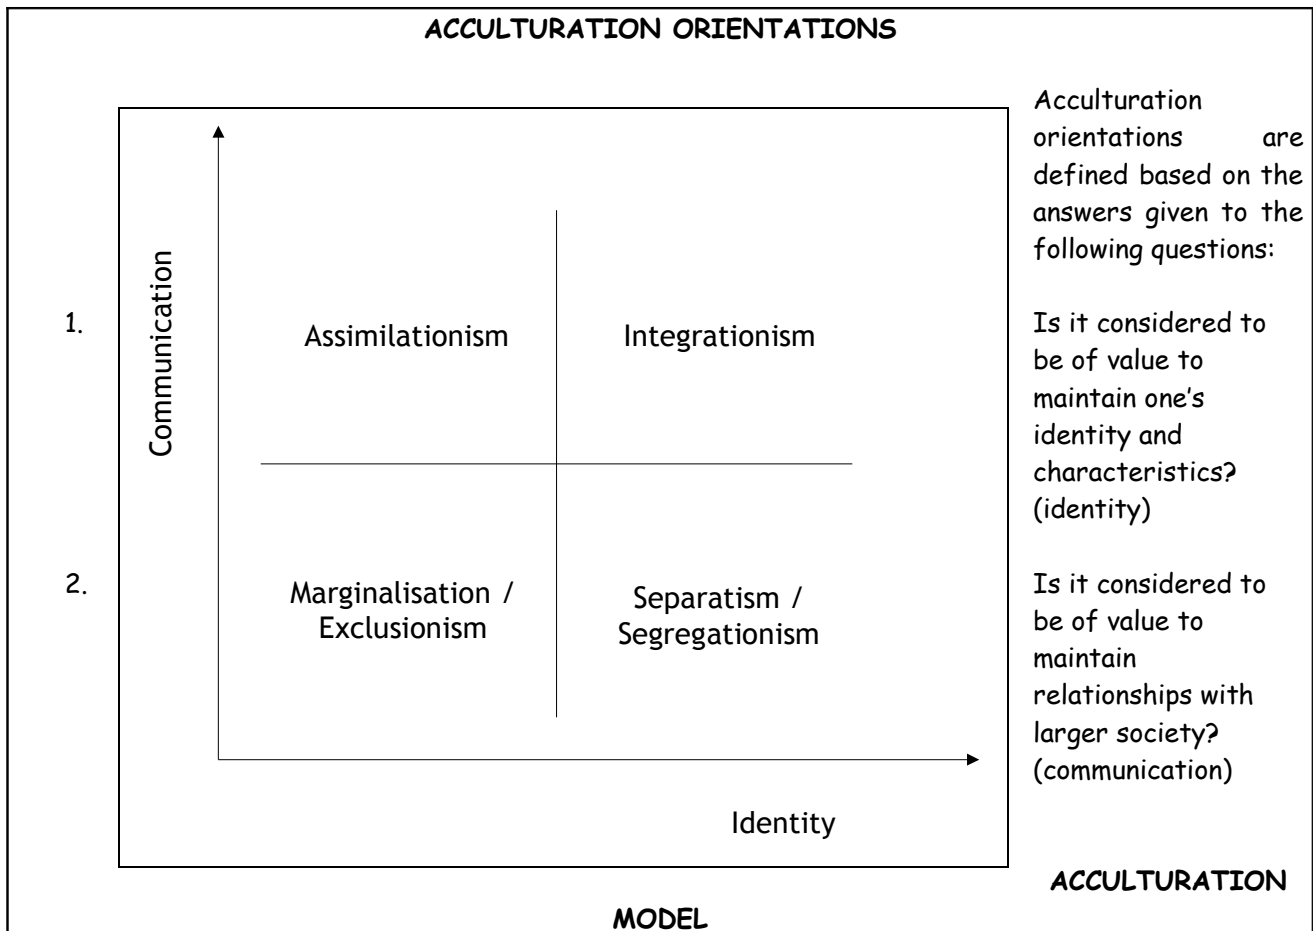 ACCULTURATION ORIENTATIONS
Communication
Assimilationism
Integrationism
Marginalisation /
Exclusionism
Separatism /
Segregationism
Identity
Acculturation
orientations are
defined based on the
answers given to the
following questions:
1.
Is it considered to
be of value to
maintain one's
identity and
characteristics?
(identity)
2.
Is it considered to
be of value to
maintain
relationships with
larger society?
(communication)
ACCULTURATION
MODEL